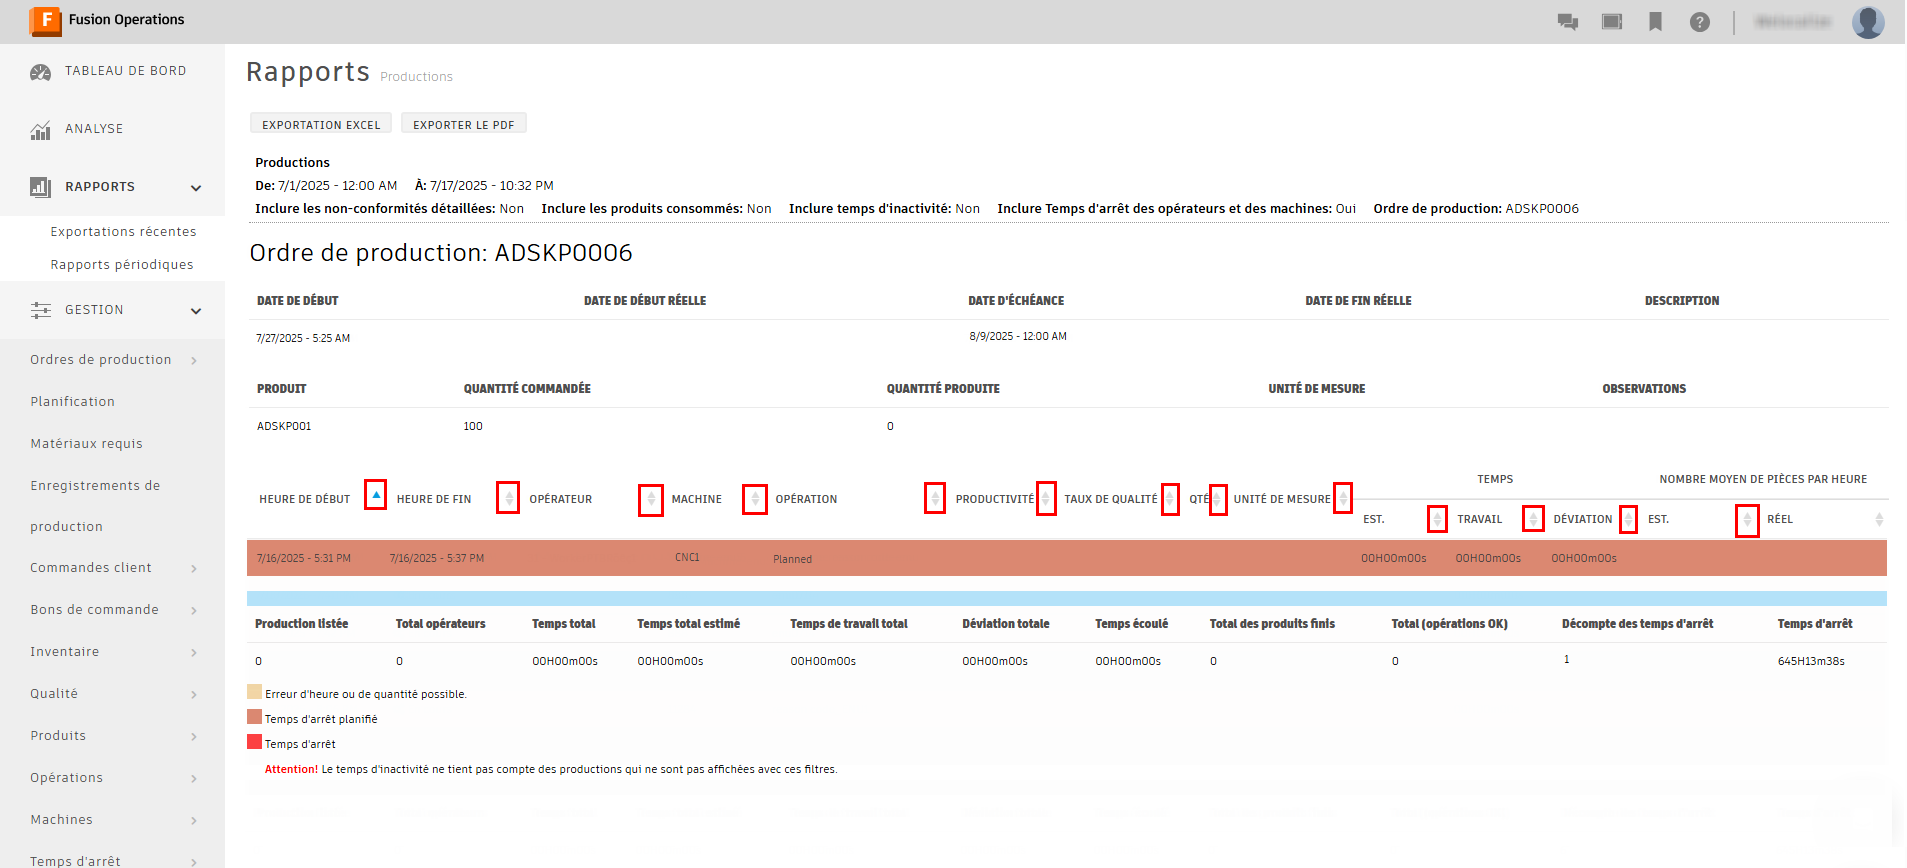 Fusion Operations
TABLEAU DE BORD
ANALYSE
RAPPORTS
Exportations récentes
Rapports périodiques
GESTION
Ordres de production
Planification
Matériaux requis
Enregistrements de
production
Commandes client
Bons de commande
Inventaire
Qualité
Produits
Opérations
Machines
Temps d'arrêt
Rapports Productions
EXPORTATION EXCEL EXPORTER LE PDF
Productions
De: 7/1/2025 - 12:00 AM À: 7/17/2025 - 10:32 PM
Inclure les non-conformités détaillées: Non Inclure les produits consommés: Non Inclure temps d'inactivité: Non Inclure Temps d'arrêt des opérateurs et des machines: Oui Ordre de production: ADSKP0006
Ordre de production: ADSKP0006
DATE DE DÉBUT DATE DE DÉBUT RÉELLE DATE D'ÉCHÉANCE DATE DE FIN RÉELLE DESCRIPTION
7/27/2025 - 5:25 AM 8/9/2025 - 12:00 AM
PRODUIT QUANTITÉ COMMANDÉE QUANTITÉ PRODUITE UNITÉ DE MESURE OBSERVATIONS
ADSKP001 100 0
TEMPS NOMBRE MOYEN DE PIÈCES PAR HEURE
HEURE DE DÉBUT HEURE DE FIN OPÉRATEUR MACHINE OPÉRATION PRODUCTIVITÉ TAUX DE QUALITÉ QTÉ UNITÉ DE MESURE
EST. TRAVAIL DÉVIATION EST. RÉEL
7/16/2025 - 5:31 PM 7/16/2025 - 5:37 PM CNC1 Planned 00H00m00s 00H00m00s 00H00m00s
Production listée Total opérateurs Temps total Temps total estimé Temps de travail total Déviation totale Temps écoulé Total des produits finis Total (opérations OK) Décompte des temps d'arrêt Temps d'arrêt
0 0 00H00m00s 00H00m00s 00H00m00s 00H00m00s 00H00m00s 0 0 1 645H13m38s
Erreur d'heure ou de quantité possible.
Temps d'arrêt planifié
Temps d'arrêt
Attention! Le temps d'inactivité ne tient pas compte des productions qui ne sont pas affichées avec ces filtres.